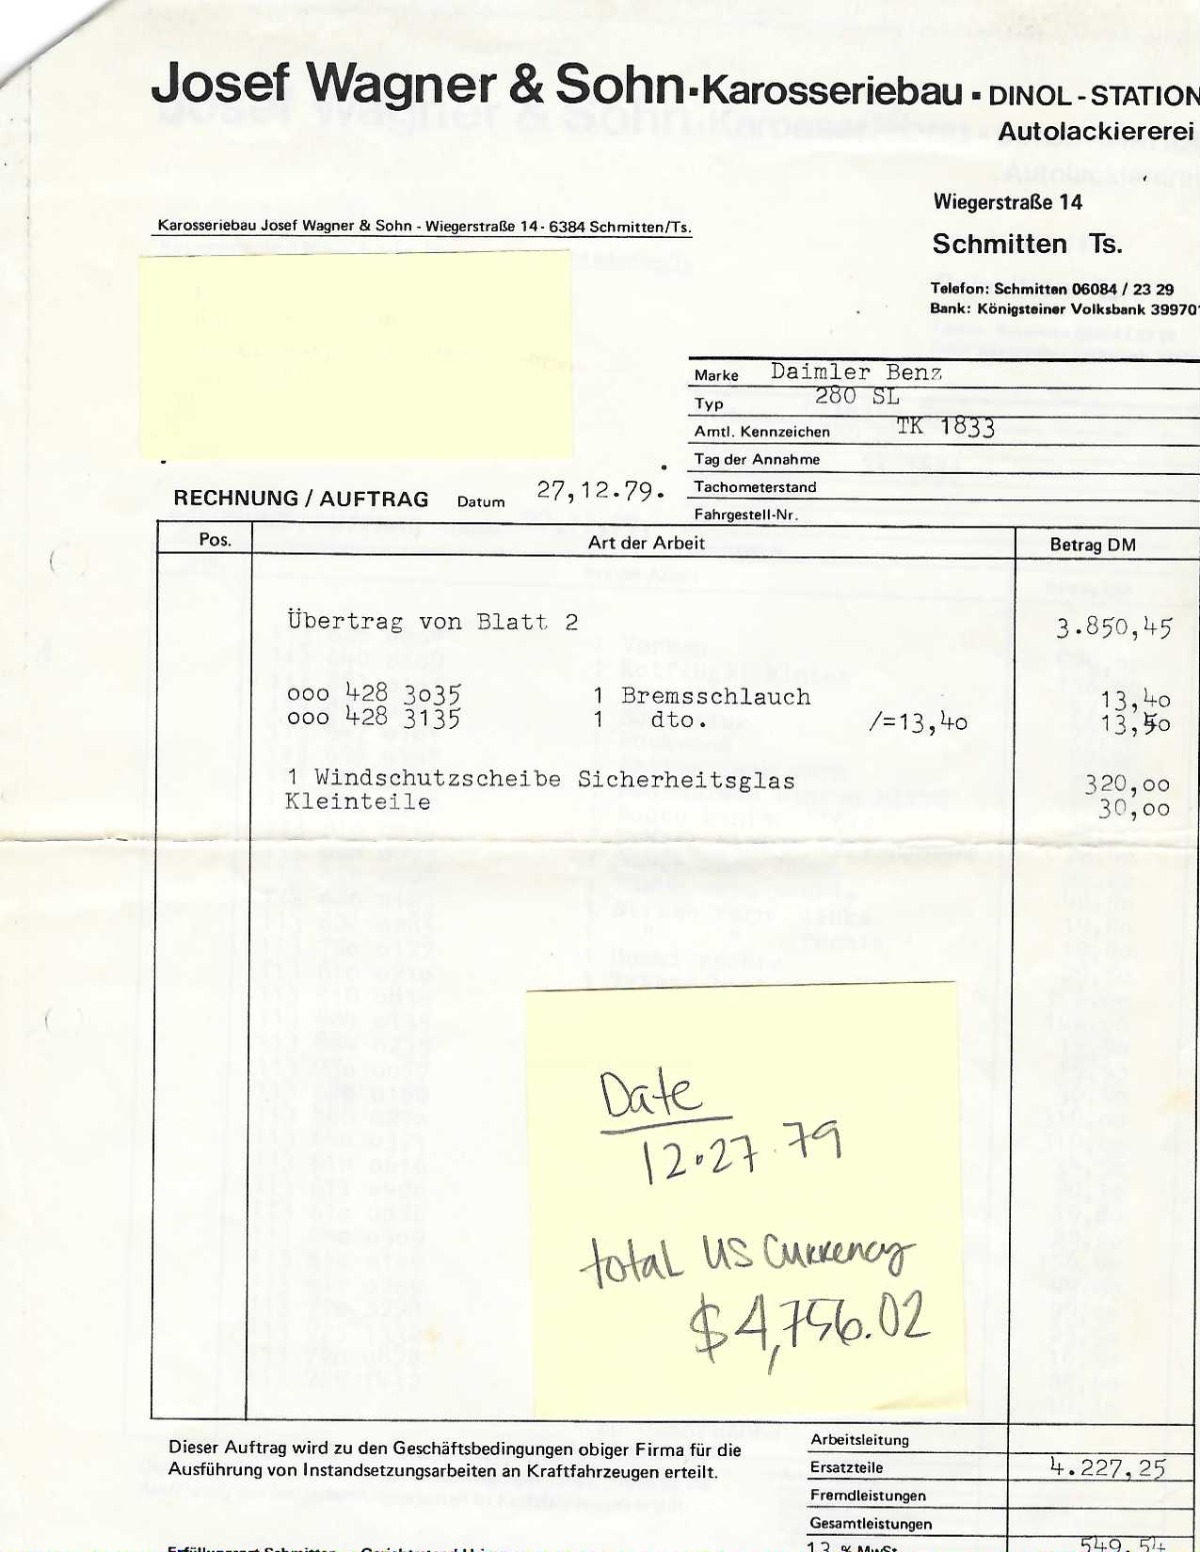 Josef Wagner & Sohn · Karosseriebau ▪ DINOL - STATION
Autolackiererei
Wiegerstraße 14
Karosseriebau Josef Wagner & Sohn - Wiegerstraße 14 - 6384 Schmitten/Ts.
Schmitten Ts.
Telefon: Schmitten 06084 / 23 29
Bank: Königsteiner Volksbank 39970
Marke Daimler Benz
Typ 280 SL
Amtl. Kennzeichen TK 1833
Tag der Annahme
RECHNUNG / AUFTRAG Datum 27,12.79.
Tachometerstand
Fahrgestell-Nr.
Pos. Art der Arbeit Betrag DM
Übertrag von Blatt 2 3.850,45
ooo 428 3o35 1 Bremsschlauch 13,4o
ooo 428 3135 1 dto. /=13,4o 13,5o
1 Windschutzscheibe Sicherheitsglas 320,oo
Kleinteile 30,oo
Date
12.27.79
total US Currency
$4,756.02
Arbeitsleitung
Dieser Auftrag wird zu den Geschäftsbedingungen obiger Firma für die
Ausführung von Instandsetzungsarbeiten an Kraftfahrzeugen erteilt.
Ersatzteile 4.227,25
Fremdleistungen
Gesamtleistungen
13 % MwSt. 549,54